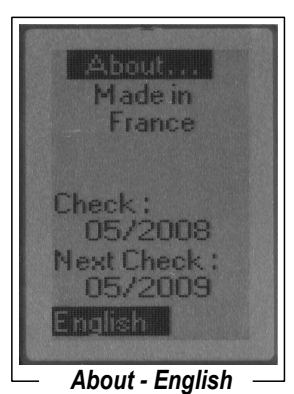 About...
Made in
France
Check :
05/2008
Next Check :
05/2009
English
About - English